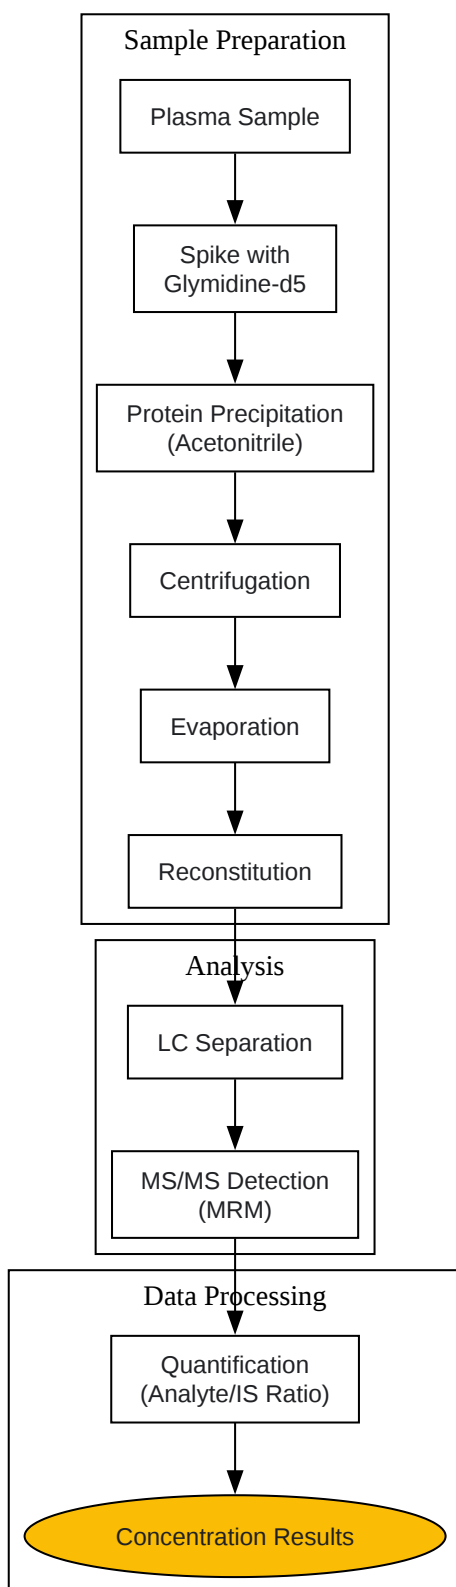 Sample Preparation
Plasma Sample
Spike with
Glymidine-d5
Protein Precipitation
(Acetonitrile)
Centrifugation
Evaporation
Reconstitution
Analysis
LC Separation
MS/MS Detection
(MRM)
Data Processing
Quantification
(Analyte/IS Ratio)
Concentration Results